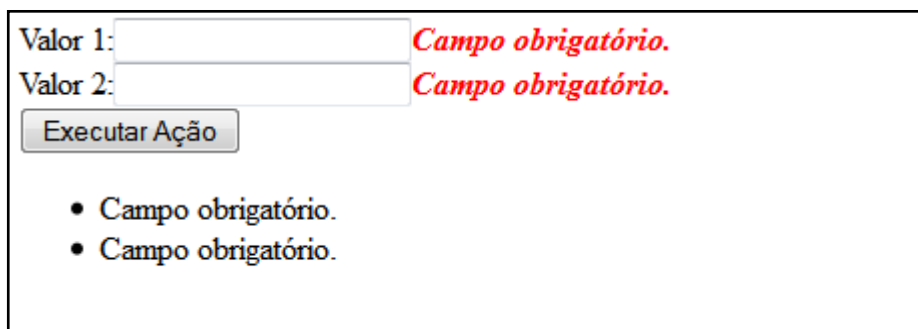 Valor 1: Campo obrigatório.
Valor 2: Campo obrigatório.
Executar Ação
• Campo obrigatório.
• Campo obrigatório.